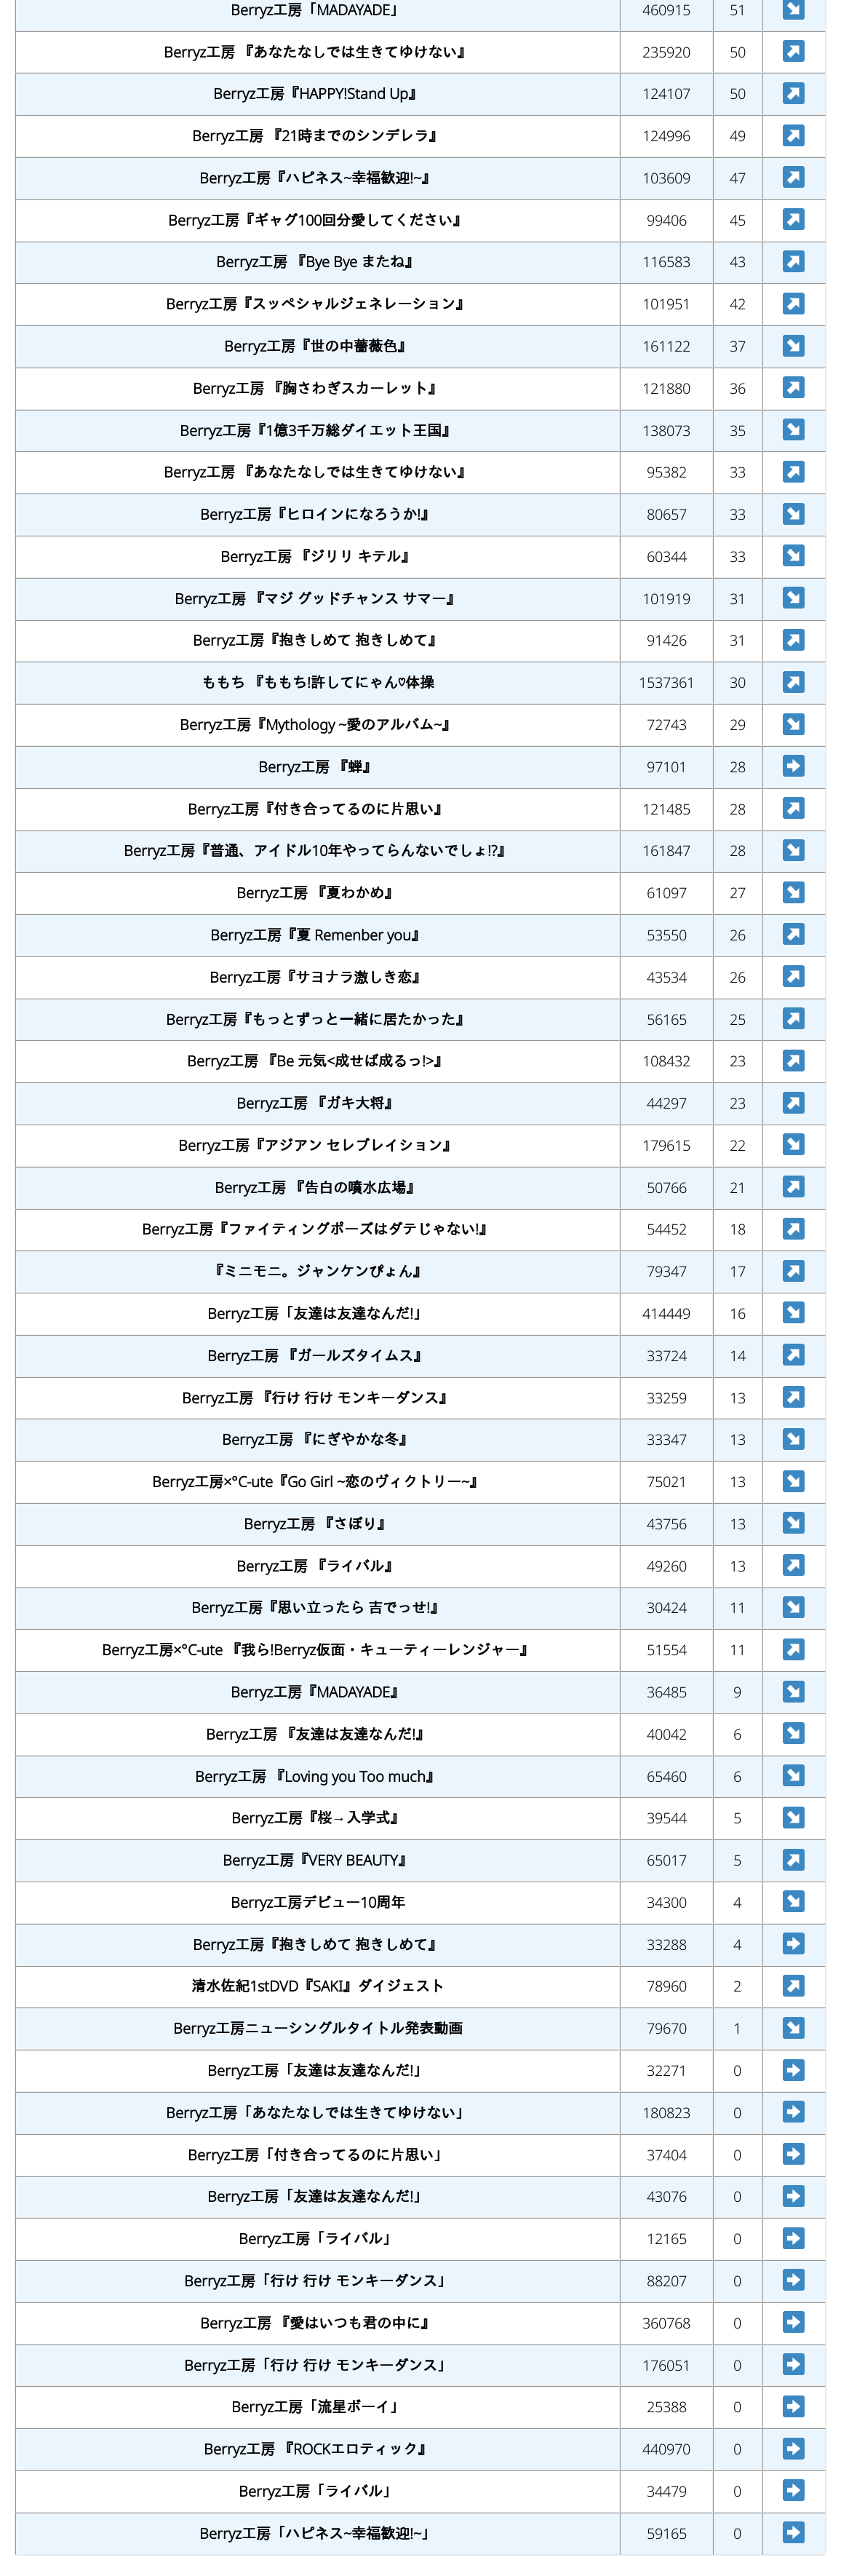 Berryz工房「MADAYADE」 460915 51 ↘
Berryz工房 『あなたなしでは生きてゆけない』 235920 50 ↗
Berryz工房『HAPPY!Stand Up』 124107 50 ↗
Berryz工房 『21時までのシンデレラ』 124996 49 ↗
Berryz工房『ハピネス~幸福歓迎!~』 103609 47 ↗
Berryz工房『ギャグ100回分愛してください』 99406 45 ↗
Berryz工房 『Bye Bye またね』 116583 43 ↗
Berryz工房『スッペシャルジェネレーション』 101951 42 ↗
Berryz工房『世の中薔薇色』 161122 37 ↘
Berryz工房 『胸さわぎスカーレット』 121880 36 ↗
Berryz工房『1億3千万総ダイエット王国』 138073 35 ↘
Berryz工房 『あなたなしでは生きてゆけない』 95382 33 ↗
Berryz工房『ヒロインになろうか!』 80657 33 ↘
Berryz工房 『ジリリ キテル』 60344 33 ↘
Berryz工房 『マジ グッドチャンス サマー』 101919 31 ↘
Berryz工房『抱きしめて 抱きしめて』 91426 31 ↗
ももち 『ももち!許してにゃん♡体操 1537361 30 ↗
Berryz工房『Mythology ~愛のアルバム~』 72743 29 ↘
Berryz工房 『蝉』 97101 28 ➡
Berryz工房『付き合ってるのに片思い』 121485 28 ↗
Berryz工房『普通、アイドル10年やってらんないでしょ!?』 161847 28 ↘
Berryz工房 『夏わかめ』 61097 27 ↘
Berryz工房『夏 Remenber you』 53550 26 ↗
Berryz工房『サヨナラ激しき恋』 43534 26 ↗
Berryz工房『もっとずっと一緒に居たかった』 56165 25 ↗
Berryz工房 『Be 元気<成せば成るっ!>』 108432 23 ↗
Berryz工房 『ガキ大将』 44297 23 ↗
Berryz工房『アジアン セレブレイション』 179615 22 ↘
Berryz工房 『告白の噴水広場』 50766 21 ↗
Berryz工房『ファイティングポーズはダテじゃない!』 54452 18 ↗
『ミニモニ。ジャンケンぴょん』 79347 17 ↗
Berryz工房「友達は友達なんだ!」 414449 16 ↘
Berryz工房 『ガールズタイムス』 33724 14 ↗
Berryz工房 『行け 行け モンキーダンス』 33259 13 ↗
Berryz工房 『にぎやかな冬』 33347 13 ↘
Berryz工房×°C-ute『Go Girl ~恋のヴィクトリー~』 75021 13 ↘
Berryz工房 『さぼり』 43756 13 ↘
Berryz工房 『ライバル』 49260 13 ↗
Berryz工房『思い立ったら 吉でっせ!』 30424 11 ↘
Berryz工房×°C-ute 『我ら!Berryz仮面・キューティーレンジャー』 51554 11 ↗
Berryz工房『MADAYADE』 36485 9 ↘
Berryz工房 『友達は友達なんだ!』 40042 6 ↘
Berryz工房 『Loving you Too much』 65460 6 ↘
Berryz工房『桜→入学式』 39544 5 ↘
Berryz工房『VERY BEAUTY』 65017 5 ↗
Berryz工房デビュー10周年 34300 4 ↘
Berryz工房『抱きしめて 抱きしめて』 33288 4 ➡
清水佐紀1stDVD『SAKI』ダイジェスト 78960 2 ↗
Berryz工房ニューシングルタイトル発表動画 79670 1 ↘
Berryz工房「友達は友達なんだ!」 32271 0 ➡
Berryz工房「あなたなしでは生きてゆけない」 180823 0 ➡
Berryz工房「付き合ってるのに片思い」 37404 0 ➡
Berryz工房「友達は友達なんだ!」 43076 0 ➡
Berryz工房「ライバル」 12165 0 ➡
Berryz工房「行け 行け モンキーダンス」 88207 0 ➡
Berryz工房 『愛はいつも君の中に』 360768 0 ➡
Berryz工房「行け 行け モンキーダンス」 176051 0 ➡
Berryz工房「流星ボーイ」 25388 0 ➡
Berryz工房 『ROCKエロティック』 440970 0 ➡
Berryz工房「ライバル」 34479 0 ➡
Berryz工房「ハピネス~幸福歓迎!~」 59165 0 ➡